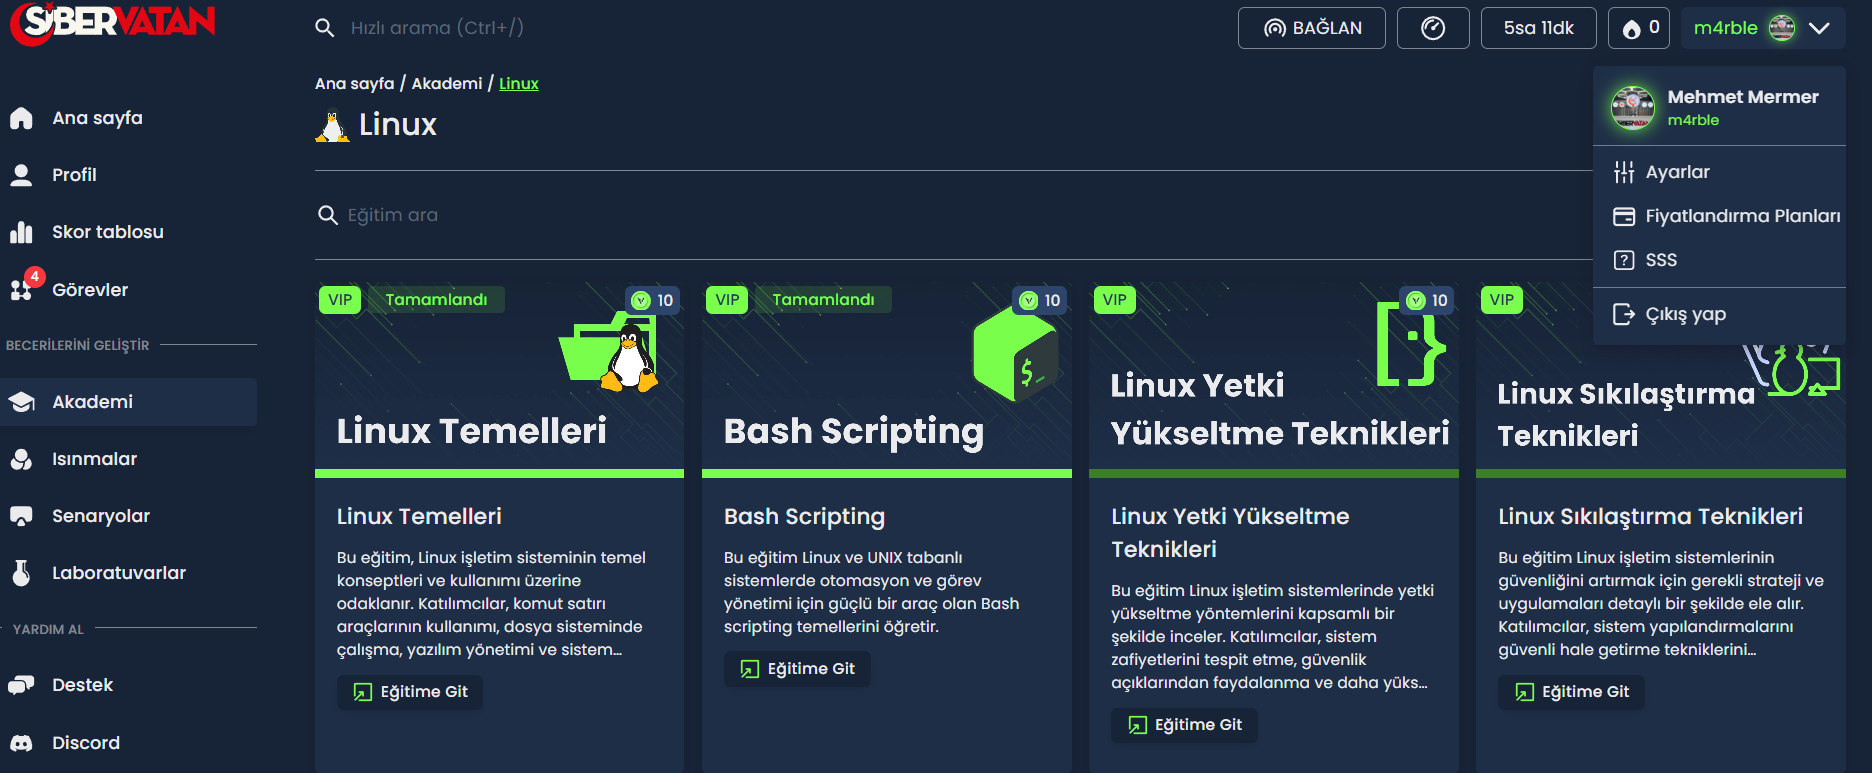 SİBERVATAN
Hızlı arama (Ctrl+/)
BAĞLAN
5sa 11dk
0
m4rble
Mehmet Mermer
m4rble
Ayarlar
Fiyatlandırma Planları
SSS
Çıkış yap
Ana sayfa
Profil
Skor tablosu
4
Görevler
BECERİLERİNİ GELİŞTİR
Akademi
Isınmalar
Senaryolar
Laboratuvarlar
YARDIM AL
Destek
Discord
Ana sayfa / Akademi / Linux
Linux
Eğitim ara
VIP
Tamamlandı
10
Linux Temelleri
Linux Temelleri
Bu eğitim, Linux işletim sisteminin temel
konseptleri ve kullanımı üzerine
odaklanır. Katılımcılar, komut satırı
araçlarının kullanımı, dosya sisteminde
çalışma, yazılım yönetimi ve sistem...
Eğitime Git
VIP
Tamamlandı
10
$_
Bash Scripting
Bash Scripting
Bu eğitim Linux ve UNIX tabanlı
sistemlerde otomasyon ve görev
yönetimi için güçlü bir araç olan Bash
scripting temellerini öğretir.
Eğitime Git
VIP
10
[:}
Linux Yetki
Yükseltme Teknikleri
Linux Yetki Yükseltme
Teknikleri
Bu eğitim Linux işletim sistemlerinde yetki
yükseltme yöntemlerini kapsamlı bir
şekilde inceler. Katılımcılar, sistem
zafiyetlerini tespit etme, güvenlik
açıklarından faydalanma ve daha yüks...
Eğitime Git
VIP
Linux Sıkılaştırma
Teknikleri
Linux Sıkılaştırma Teknikleri
Bu eğitim Linux işletim sistemlerinin
güvenliğini artırmak için gerekli strateji ve
uygulamaları detaylı bir şekilde ele alır.
Katılımcılar, sistem yapılandırmalarını
güvenli hale getirme tekniklerini...
Eğitime Git